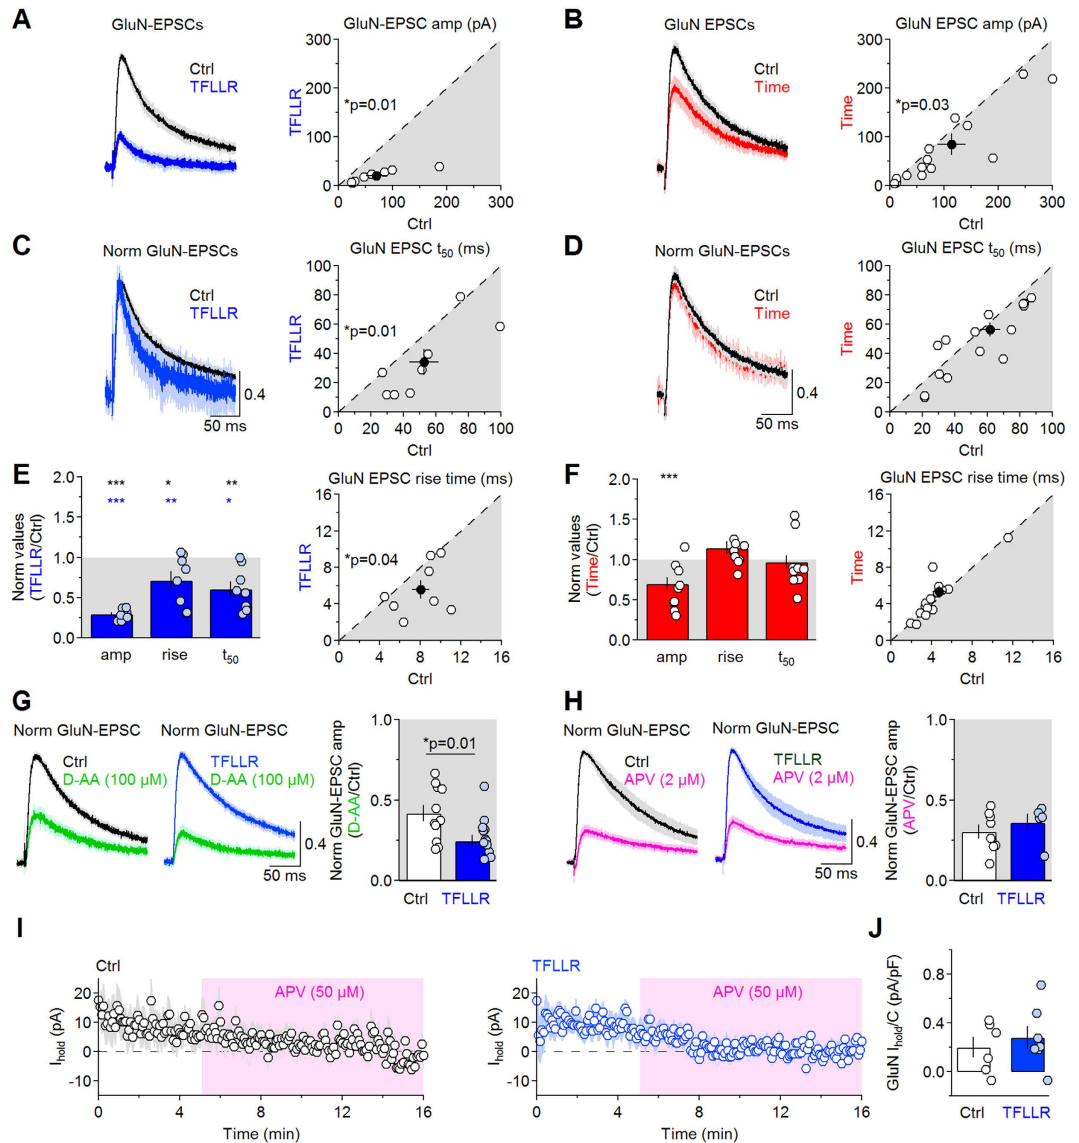 A
GluN-EPSCs
Ctrl
TFLLR
GluN-EPSC amp (pA)
300
200
100
0
*p=0.01
TFLLR
0 100 200 300
Ctrl
B
GluN EPSCs
Ctrl
Time
GluN EPSC amp (pA)
300
200
100
0
*p=0.03
Time
0 100 200 300
Ctrl
C
Norm GluN-EPSCs
Ctrl
TFLLR
0.4
50 ms
GluN EPSC t50 (ms)
100
80
60
40
20
0
*p=0.01
TFLLR
0 20 40 60 80 100
Ctrl
D
Norm GluN-EPSCs
Ctrl
Time
0.4
50 ms
GluN EPSC t50 (ms)
100
80
60
40
20
0
Time
0 20 40 60 80 100
Ctrl
E
Norm values
(TFLLR/Ctrl)
2.0
1.5
1.0
0.5
0.0
*** * **
*** ** *
amp rise t50
GluN EPSC rise time (ms)
16
12
8
4
0
*p=0.04
TFLLR
0 4 8 12 16
Ctrl
F
Norm values
(Time/Ctrl)
2.0
1.5
1.0
0.5
0.0
***
amp rise t50
GluN EPSC rise time (ms)
16
12
8
4
0
Time
0 4 8 12 16
Ctrl
G
Norm GluN-EPSC
Ctrl
D-AA (100 µM)
Norm GluN-EPSC
TFLLR
D-AA (100 µM)
0.4
50 ms
Norm GluN-EPSC amp
(D-AA/Ctrl)
1.0
0.5
0.0
*p=0.01
Ctrl TFLLR
H
Norm GluN-EPSC
Ctrl
APV (2 µM)
Norm GluN-EPSC
TFLLR
APV (2 µM)
0.4
50 ms
Norm GluN-EPSC amp
(APV/Ctrl)
1.0
0.5
0.0
Ctrl TFLLR
I
Ctrl
APV (50 µM)
Ihold (pA)
20
10
0
-10
0 4 8 12 16
Time (min)
TFLLR
APV (50 µM)
Ihold (pA)
20
10
0
-10
0 4 8 12 16
Time (min)
J
GluN Ihold/C (pA/pF)
0.8
0.4
0.0
Ctrl TFLLR